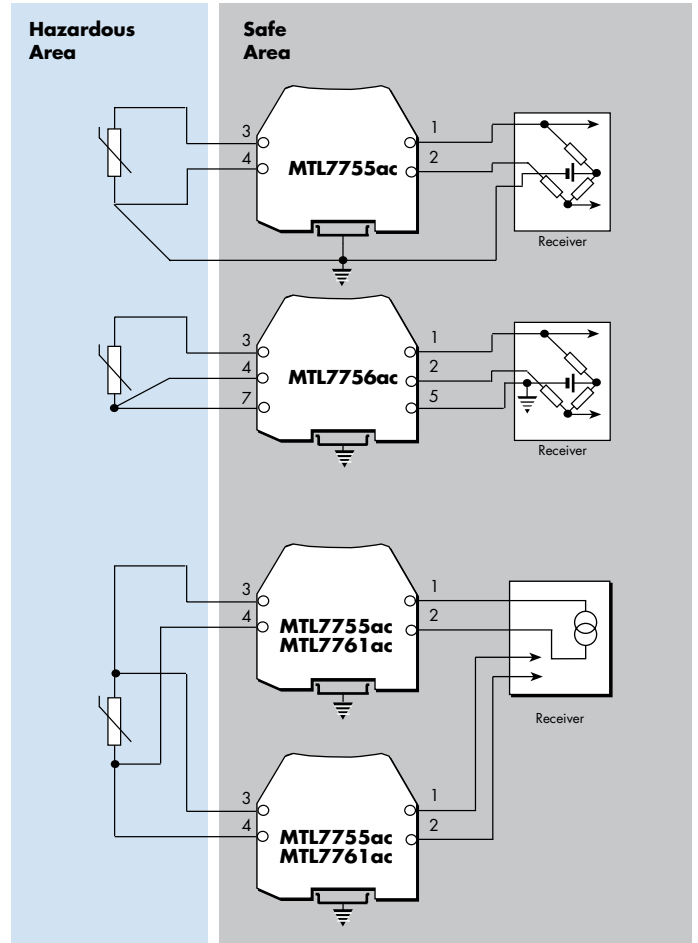 Hazardous
Area
Safe
Area
3
4
MTL7755ac
1
2
Receiver
3
4
7
MTL7756ac
1
2
5
Receiver
3
4
MTL7755ac
MTL7761ac
1
2
Receiver
3
4
MTL7755ac
MTL7761ac
1
2